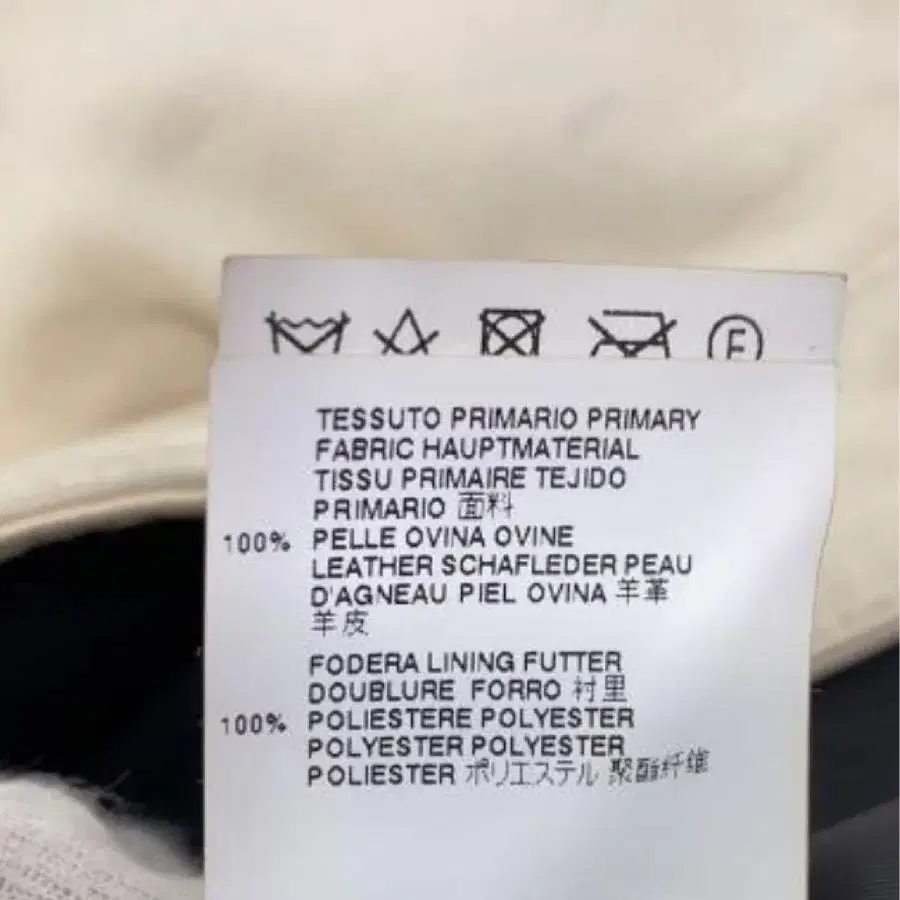 F
TESSUTO PRIMARIO PRIMARY
FABRIC HAUPTMATERIAL
TISSU PRIMAIRE TEJIDO
PRIMARIO 面料
100% PELLE OVINA OVINE
LEATHER SCHAFLEDER PEAU
D'AGNEAU PIEL OVINA 羊革
羊皮
FODERA LINING FUTTER
DOUBLURE FORRO 衬里
100% POLIESTERE POLYESTER
POLYESTER POLYESTER
POLIESTER ポリエステル 聚酯纤维